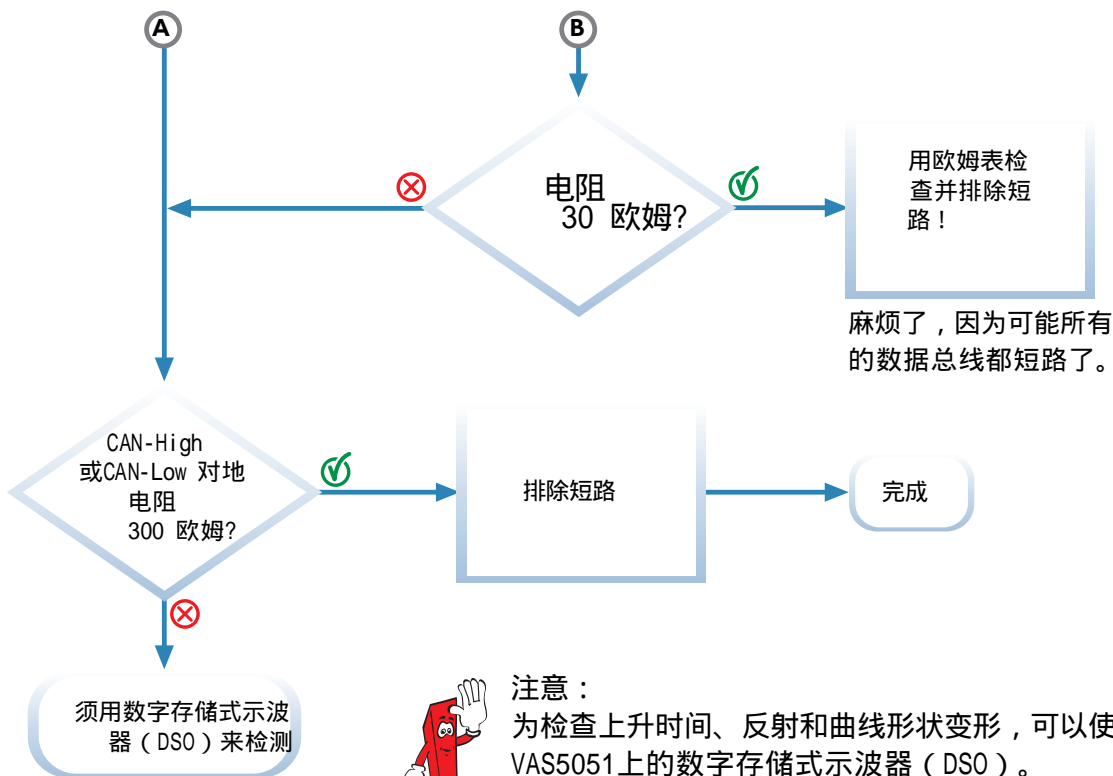 A
B
电阻
30 欧姆?
用欧姆表检
查并排除短
路！
麻烦了，因为可能所有
的数据总线都短路了。
CAN-High
或CAN-Low 对地
电阻
300 欧姆?
排除短路
完成
须用数字存储式示波
器（DSO）来检测
注意：
为检查上升时间、反射和曲线形状变形，可以使
VAS5051上的数字存储式示波器（DSO）。